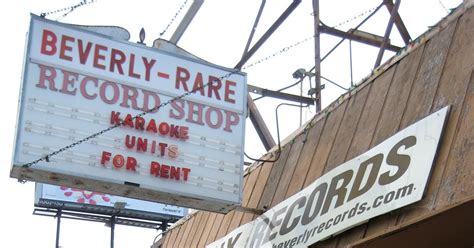 BEVERLY-RARE
RECORD SHOP
KARAOKE
UNITS
FOR RENT
RECORDS
beverlyrecords.com